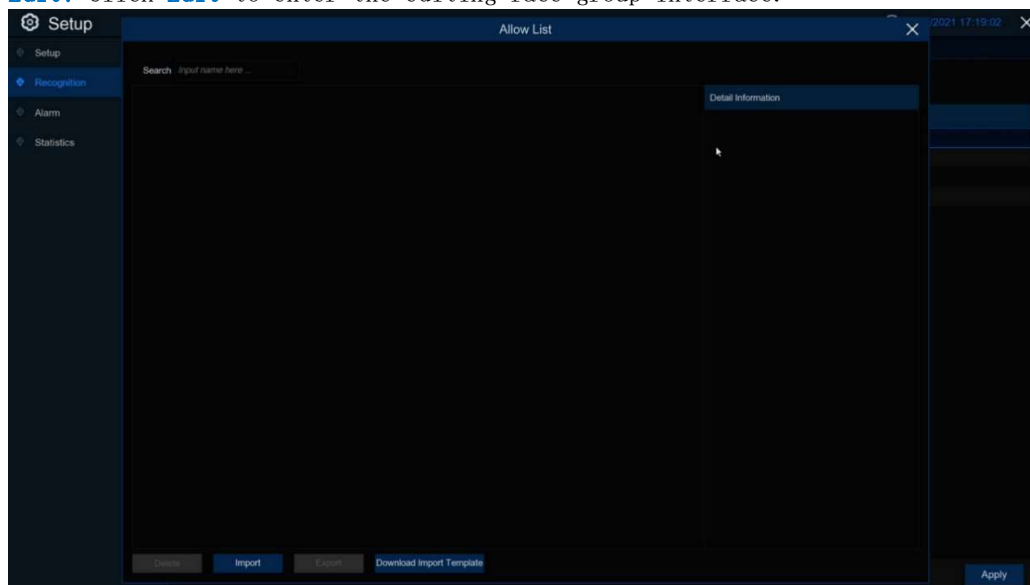 Edit: Click Edit to enter the editing face group interface.
Setup
Allow List
/2021 17:19:02
Setup
Search Input name here ...
Recognition
Detail Information
Alarm
Statistics
Delete
Import
Export
Download Import Template
Apply